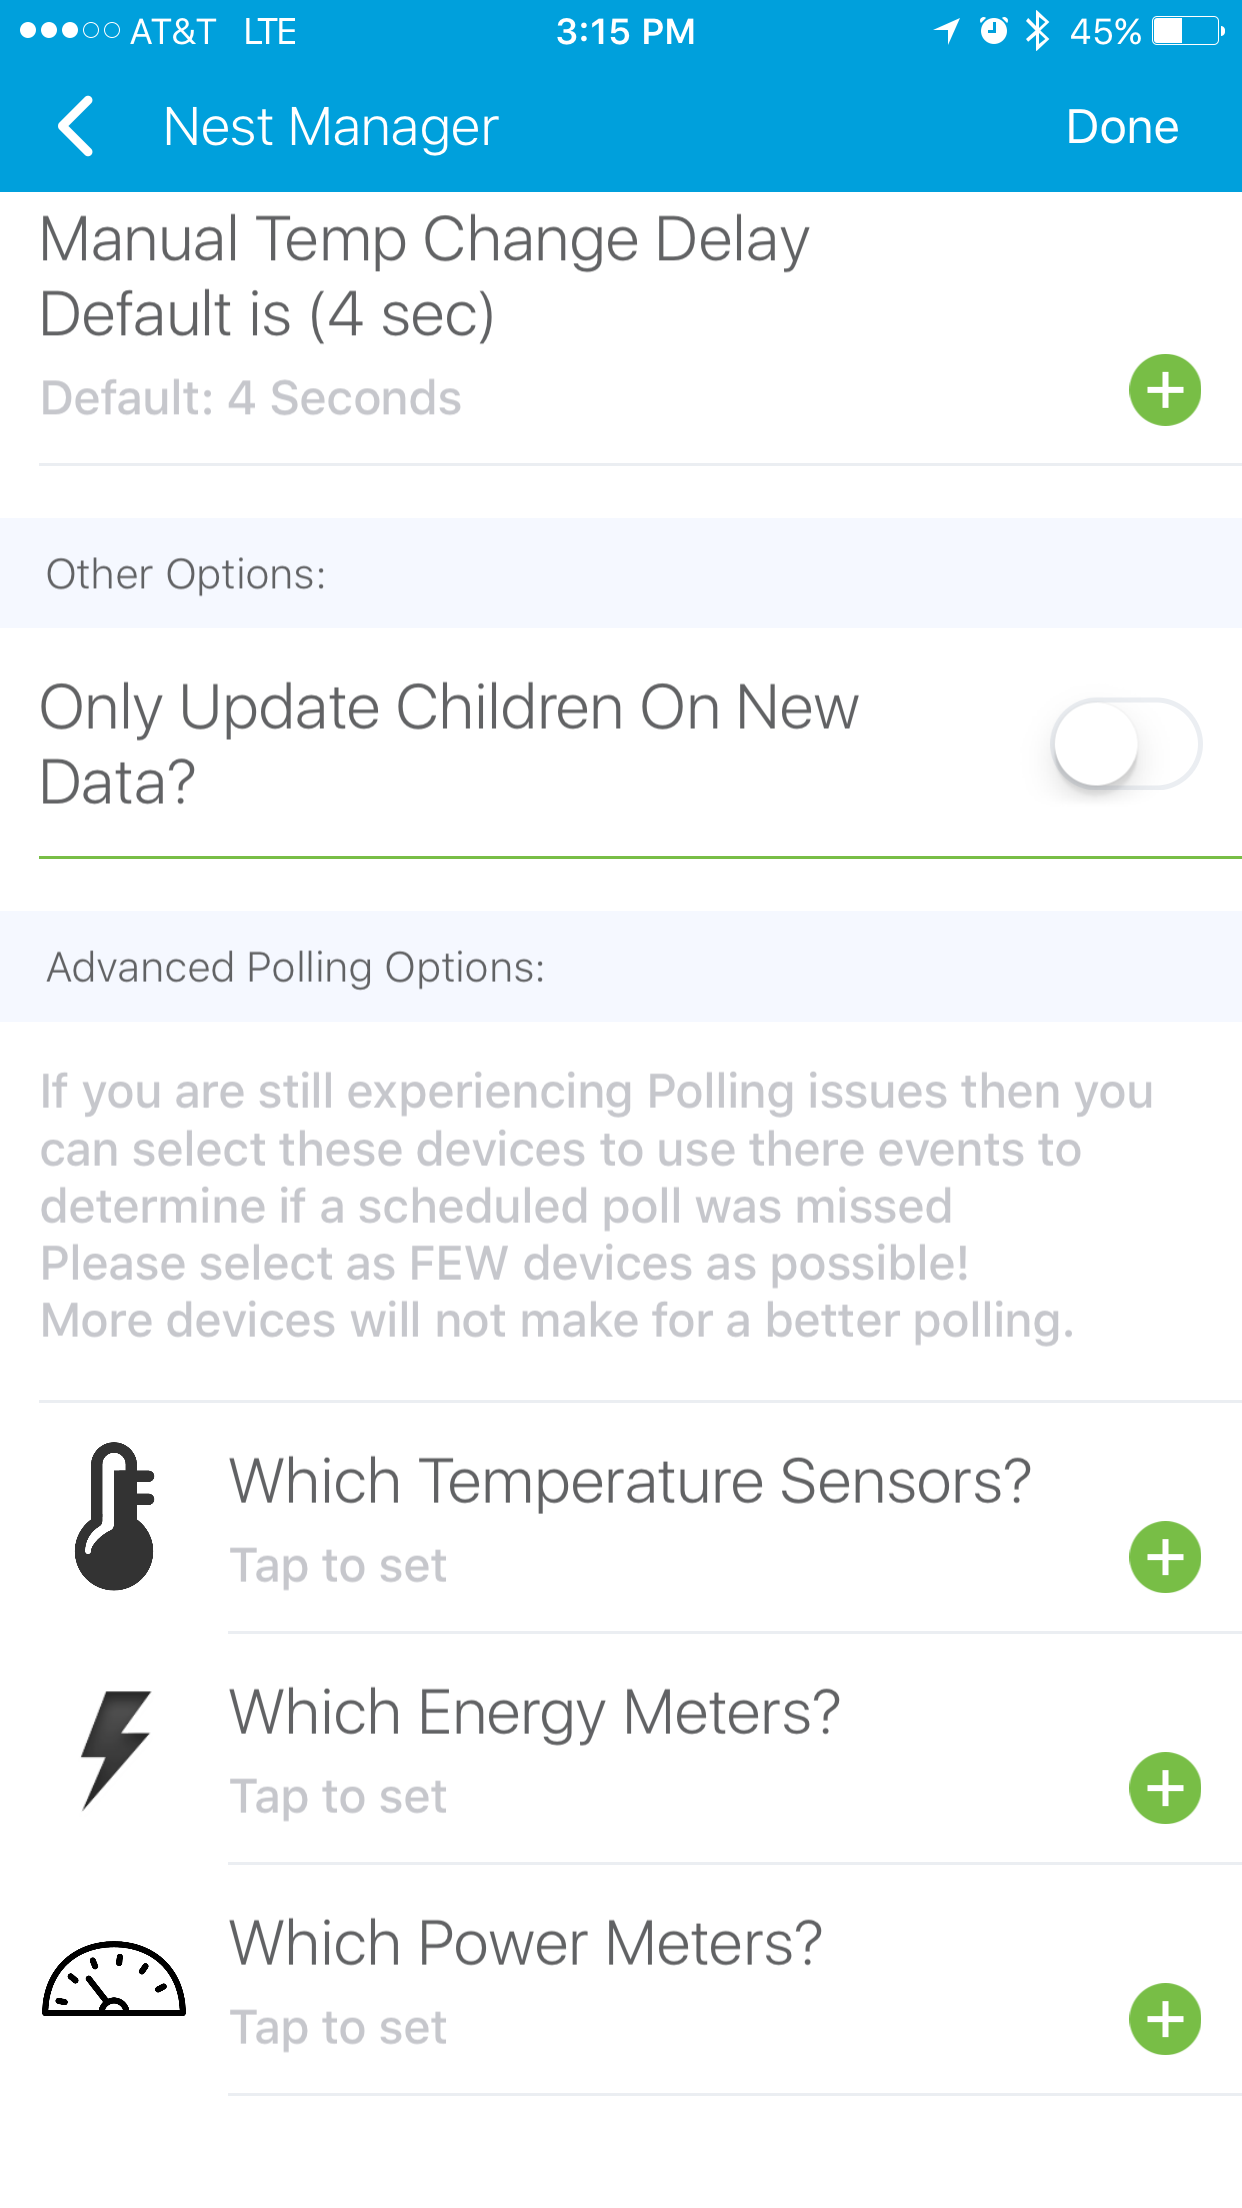 AT&T LTE 3:15 PM 45%
Nest Manager Done
Manual Temp Change Delay
Default is (4 sec)
Default: 4 Seconds
Other Options:
Only Update Children On New
Data?
Advanced Polling Options:
If you are still experiencing Polling issues then you
can select these devices to use there events to
determine if a scheduled poll was missed
Please select as FEW devices as possible!
More devices will not make for a better polling.
Which Temperature Sensors?
Tap to set
Which Energy Meters?
Tap to set
Which Power Meters?
Tap to set